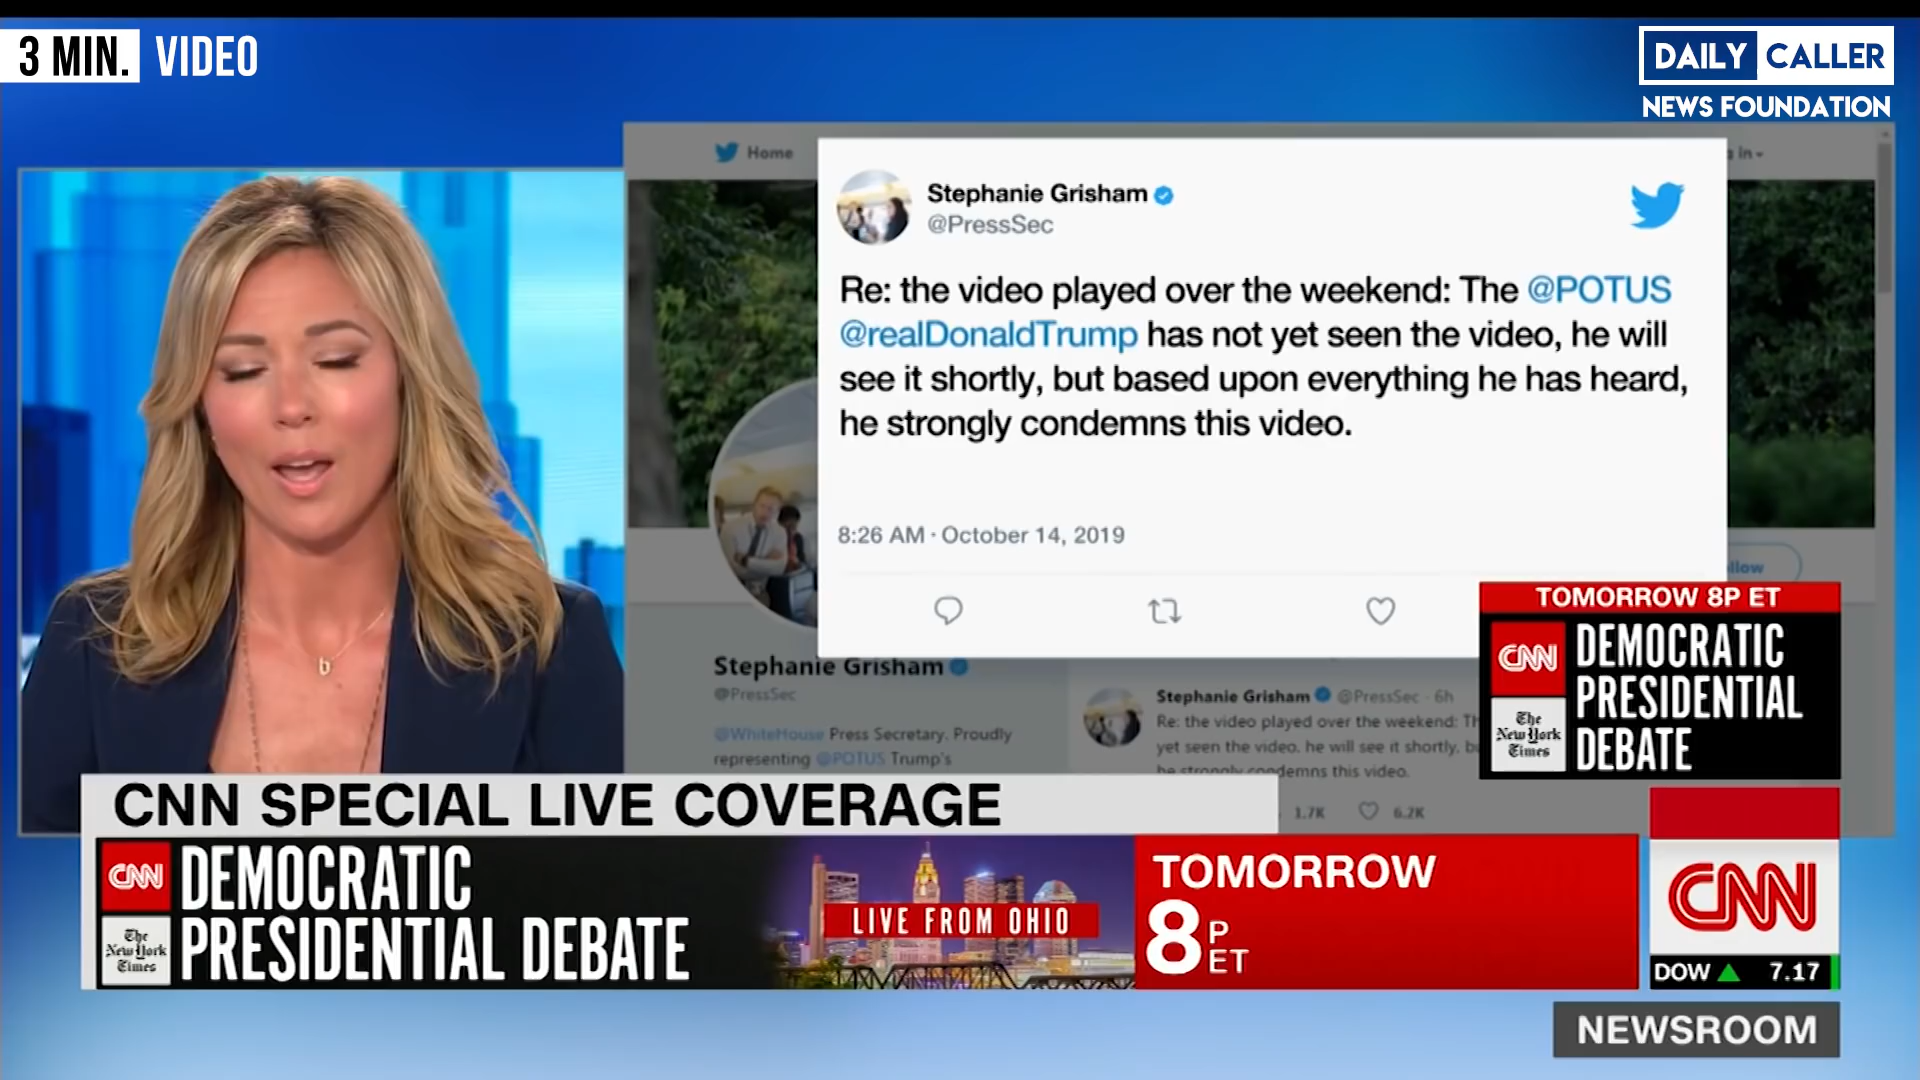 3 MIN. VIDEO
DAILY CALLER
NEWS FOUNDATION
Home
in
Stephanie Grisham
@PressSec
Re: the video played over the weekend: The @POTUS
@realDonaldTrump has not yet seen the video, he will
see it shortly, but based upon everything he has heard,
he strongly condemns this video.
8:26 AM · October 14, 2019
Stephanie Grisham
@PressSec
@WhiteHouse Press Secretary. Proudly
representing @POTUS Trump's
Stephanie Grisham @PressSec · 6h
Re: the video played over the weekend:
yet seen the video, he will see it shortly,
he strongly condemns this video.
1.7K 6.2K
TOMORROW 8P ET
CNN
The
New York
Times
DEMOCRATIC
PRESIDENTIAL
DEBATE
CNN SPECIAL LIVE COVERAGE
CNN
The
New York
Times
DEMOCRATIC
PRESIDENTIAL DEBATE
LIVE FROM OHIO
TOMORROW
8 P
ET
CNN
DOW ▲ 7.17
NEWSROOM
b